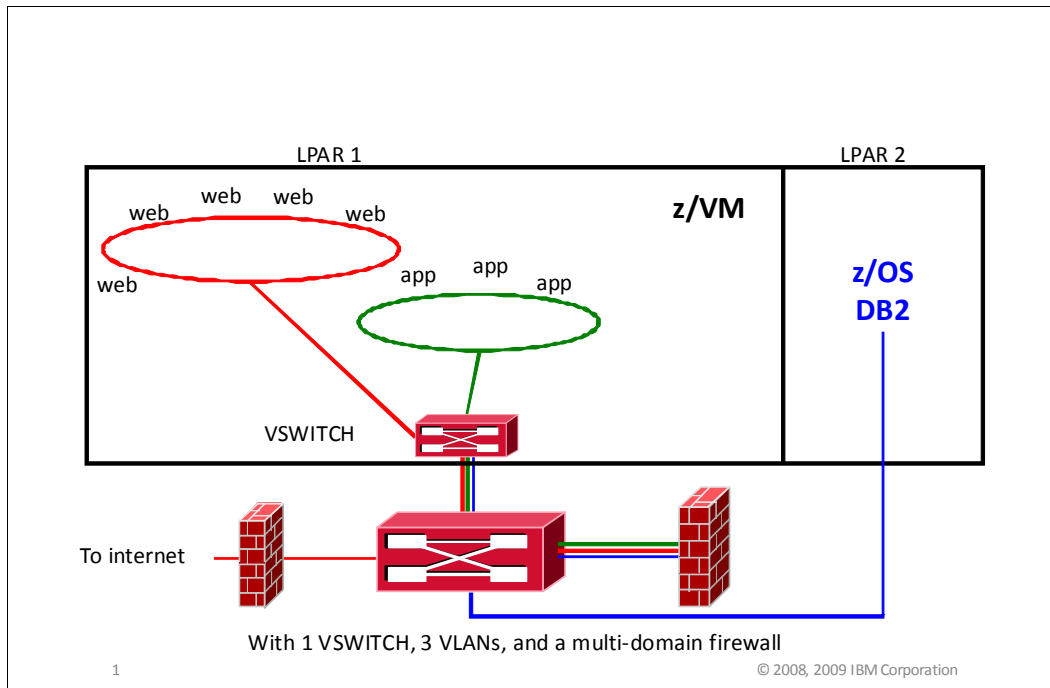 LPAR 1
LPAR 2
web
web
web
web
web
z/VM
app
app
app
z/OS
DB2
VSWITCH
To internet
With 1 VSWITCH, 3 VLANs, and a multi-domain firewall
1
© 2008, 2009 IBM Corporation